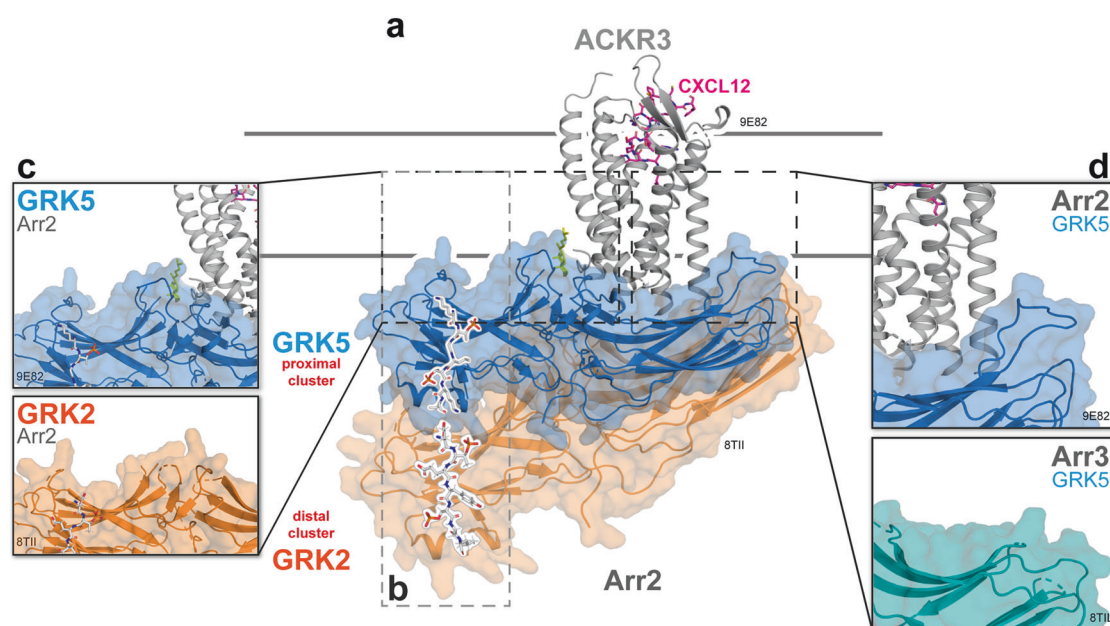 a
ACKR3
CXCL12
9E82
c
GRK5
Arr2
9E82
GRK2
Arr2
8TII
GRK5
proximal
cluster
distal
cluster
GRK2
b
8TII
Arr2
d
Arr2
GRK5
9E82
Arr3
GRK5